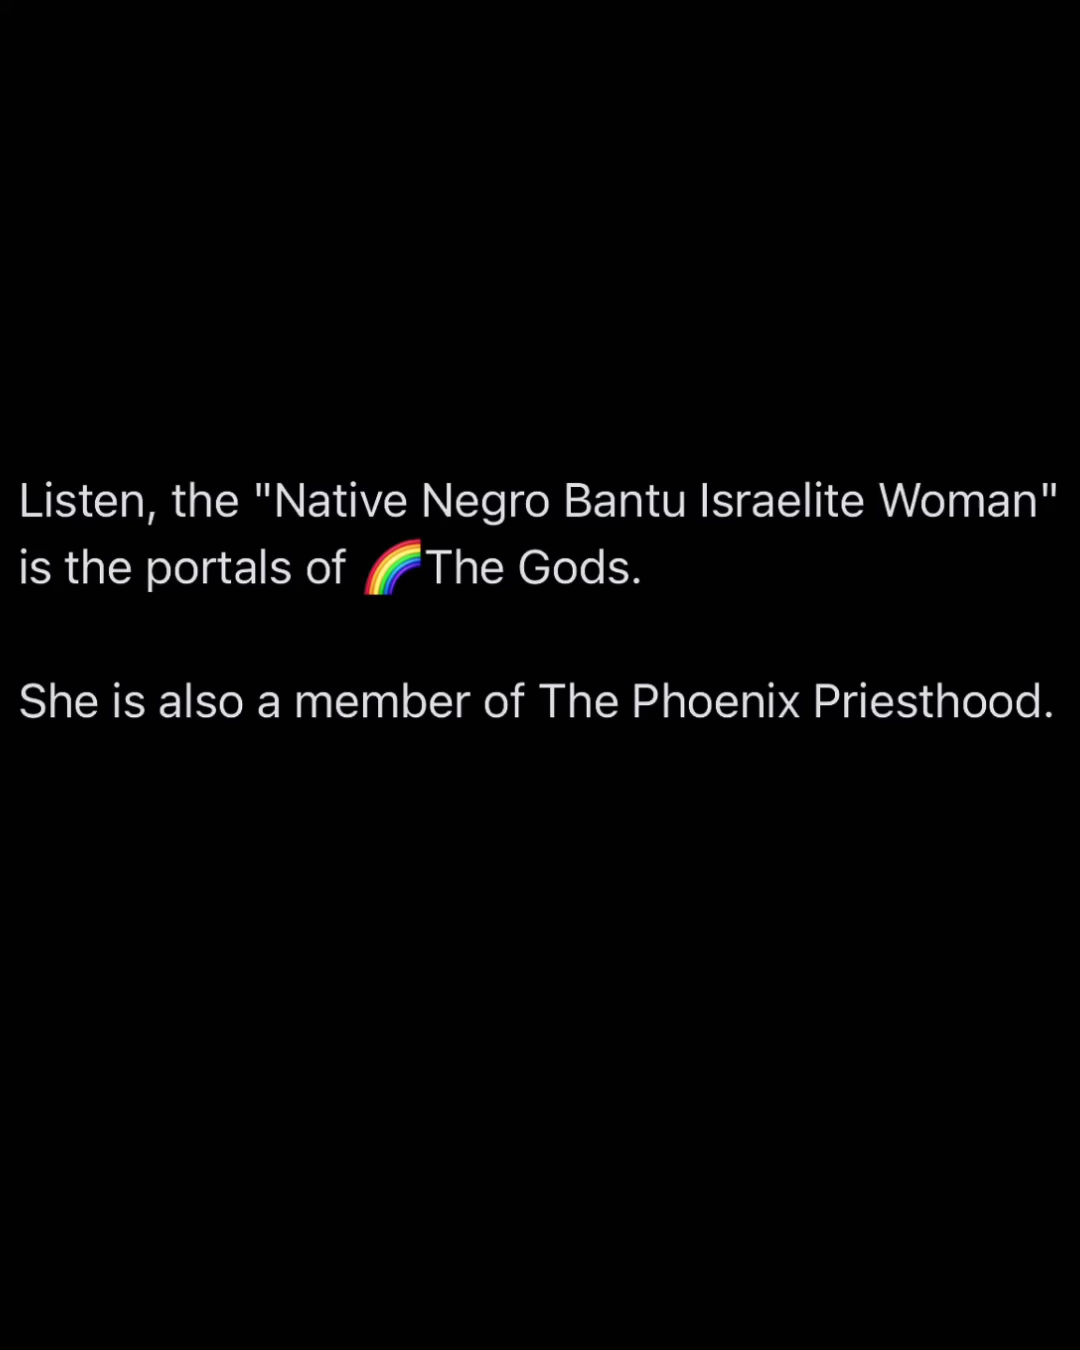 Listen, the "Native Negro Bantu Israelite Woman"
is the portals of 🌈The Gods.
She is also a member of The Phoenix Priesthood.